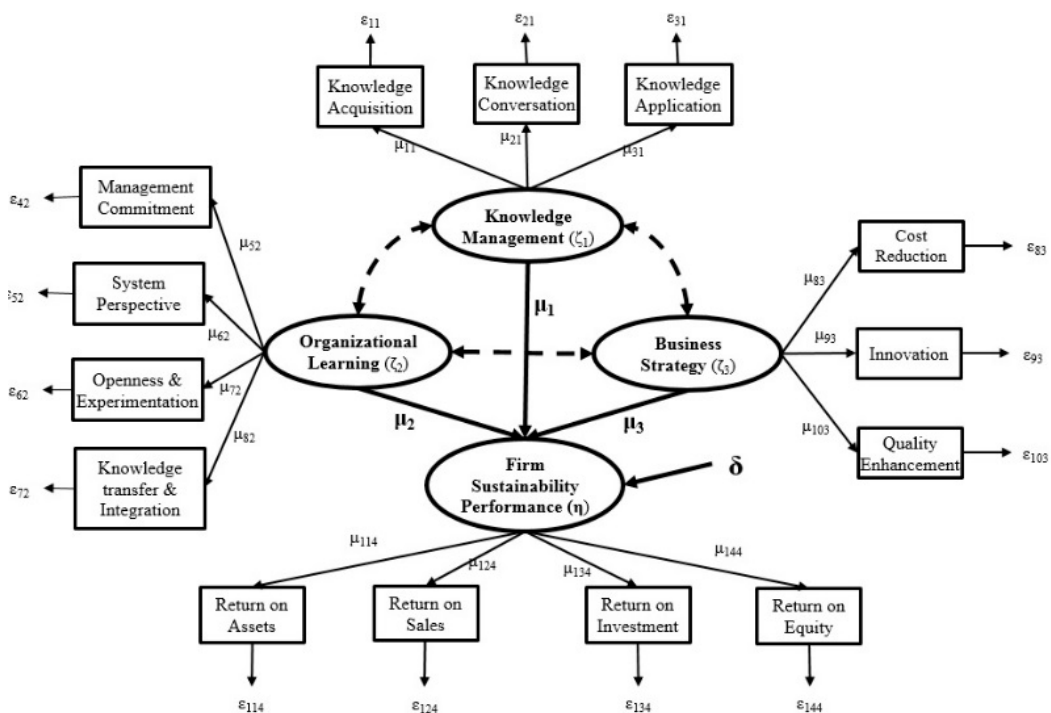 ε11
ε21
ε31
Knowledge
Acquisition
Knowledge
Conversation
Knowledge
Application
μ11
μ21
μ31
Knowledge
Management (ζ1)
ε42
Management
Commitment
μ52
ε52
System
Perspective
μ62
ε62
Openness &
Experimentation
μ72
ε72
Knowledge
transfer &
Integration
μ82
Organizational
Learning (ζ2)
μ1
Business
Strategy (ζ3)
μ83
Cost
Reduction
ε83
μ93
Innovation
ε93
μ103
Quality
Enhancement
ε103
μ2
μ3
Firm
Sustainability
Performance (η)
δ
μ114
μ124
μ134
μ144
Return on
Assets
Return on
Sales
Return on
Investment
Return on
Equity
ε114
ε124
ε134
ε144